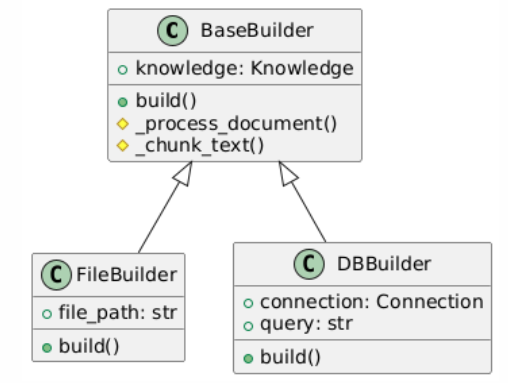 C BaseBuilder
knowledge: Knowledge
build()
_process_document()
_chunk_text()
C FileBuilder
file_path: str
build()
C DBBuilder
connection: Connection
query: str
build()